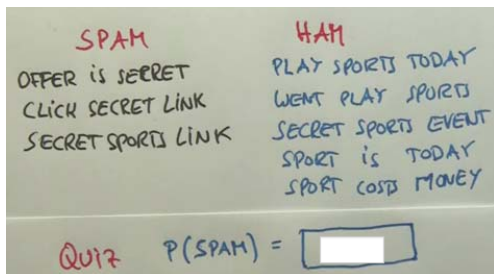 SPAM
OFFER is SECRET
CLICK SECRET LINK
SECRET SPORTS LINK
HAM
PLAY SPORTS TODAY
WENT PLAY SPORTS
SECRET SPORTS EVENT
SPORT is TODAY
SPORT COSTS MONEY
QUIZ P(SPAM) =